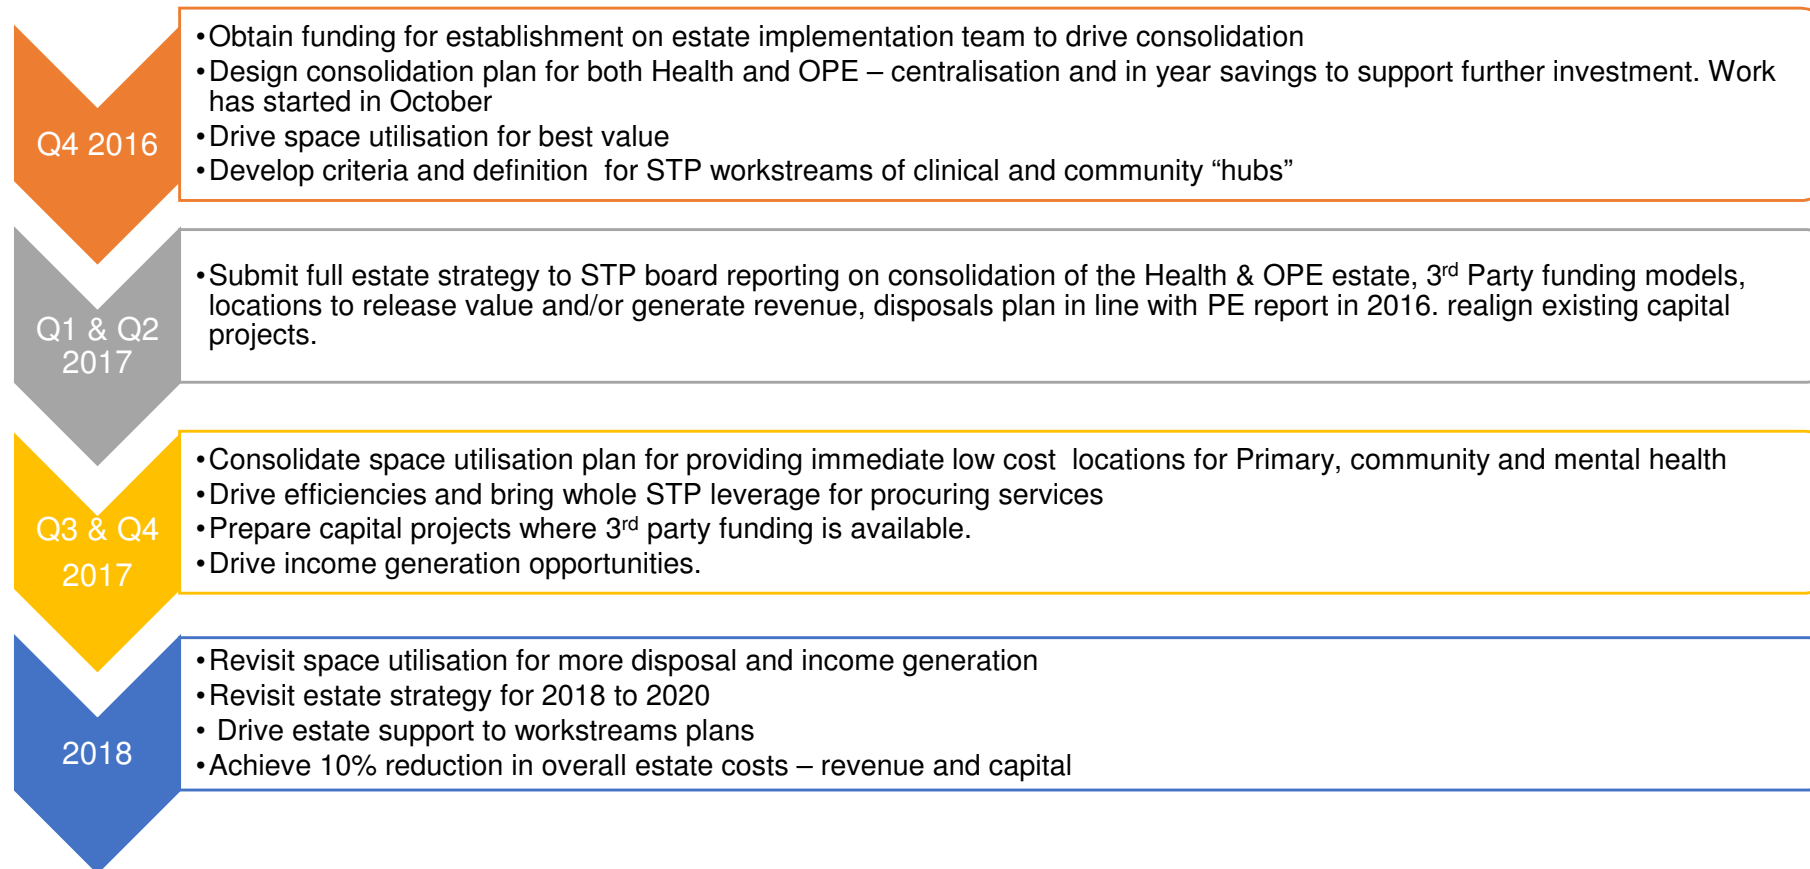 Q4 2016
•Obtain funding for establishment on estate implementation team to drive consolidation
•Design consolidation plan for both Health and OPE – centralisation and in year savings to support further investment. Work
has started in October
•Drive space utilisation for best value
•Develop criteria and definition  for STP workstreams of clinical and community “hubs”
Q1 & Q2
2017
•Submit full estate strategy to STP board reporting on consolidation of the Health & OPE estate, 3rd Party funding models,
locations to release value and/or generate revenue, disposals plan in line with PE report in 2016. realign existing capital
projects.
Q3 & Q4
2017
•Consolidate space utilisation plan for providing immediate low cost  locations for Primary, community and mental health
•Drive efficiencies and bring whole STP leverage for procuring services
•Prepare capital projects where 3rd party funding is available.
•Drive income generation opportunities.
2018
•Revisit space utilisation for more disposal and income generation
•Revisit estate strategy for 2018 to 2020
• Drive estate support to workstreams plans
•Achieve 10% reduction in overall estate costs – revenue and capital